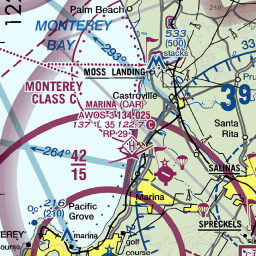 122
Palm Beach
MONTEREY
BAY
293°
533
(500)
stacks
MOSS LANDING
MONTEREY
CLASS C
Castroville
39
MARINA (OAR)
AWOS-3 134.025
137 *L 35 122.7 C
RP 29
Santa
Rita
H
264°
42
15
SALINAS
Marina
216
(210)
Pacific
Grove
SPRECKELS
marina
golf
course